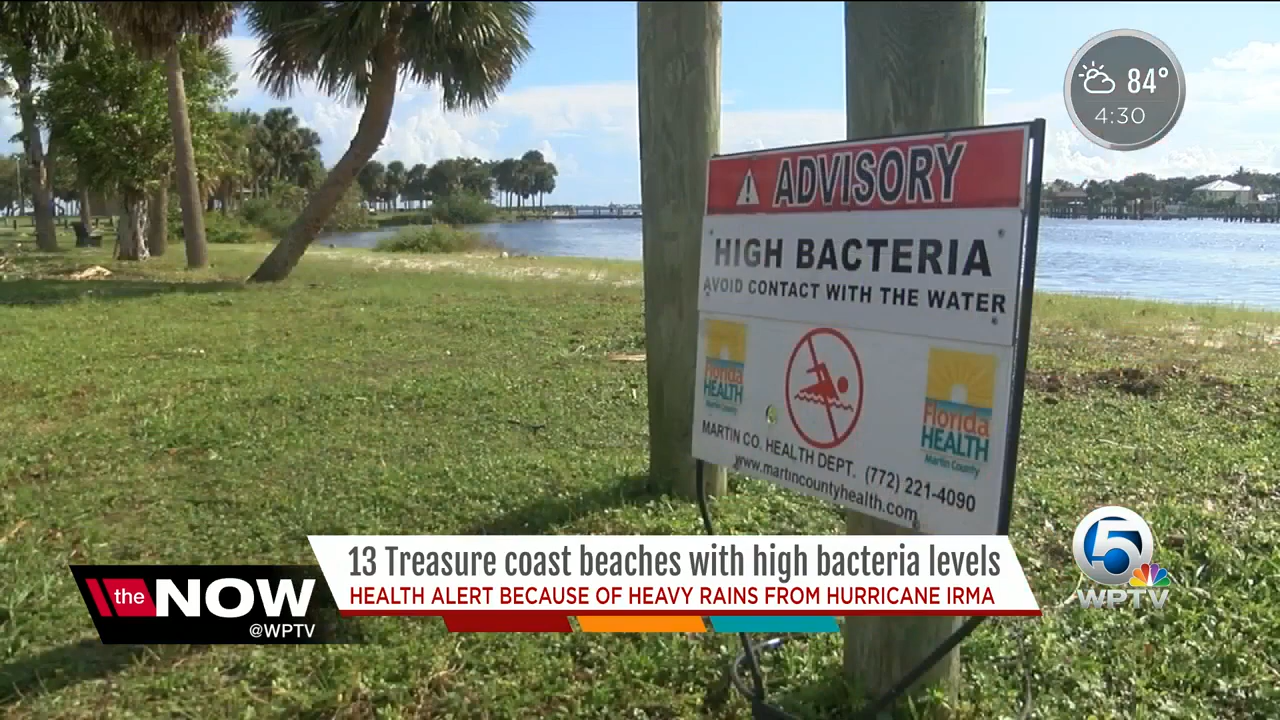 84°
4:30
ADVISORY
HIGH BACTERIA
AVOID CONTACT WITH THE WATER
Florida
HEALTH
Martin County
Florida
HEALTH
Martin County
MARTIN CO. HEALTH DEPT. (772) 221-4090
www.martincountyhealth.com
13 Treasure coast beaches with high bacteria levels
HEALTH ALERT BECAUSE OF HEAVY RAINS FROM HURRICANE IRMA
the NOW
@WPTV
5
WPTV